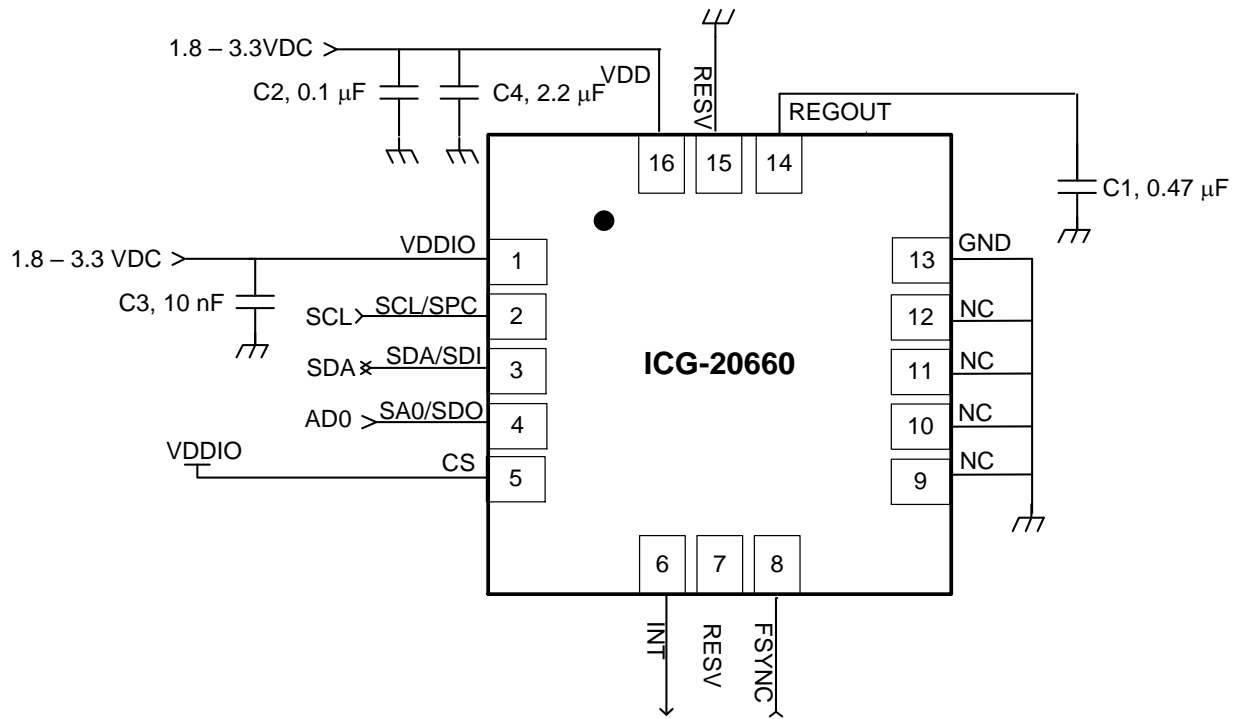 1.8 – 3.3VDC
C2, 0.1 μF
C4, 2.2 μF
VDD
RESV
REGOUT
C1, 0.47 μF
16
15
14
1.8 – 3.3 VDC
VDDIO
1
C3, 10 nF
SCL
SCL/SPC
2
SDA
SDA/SDI
3
AD0
SA0/SDO
4
VDDIO
CS
5
ICG-20660
13
GND
12
NC
11
NC
10
NC
9
NC
6
7
8
INT
RESV
FSYNC